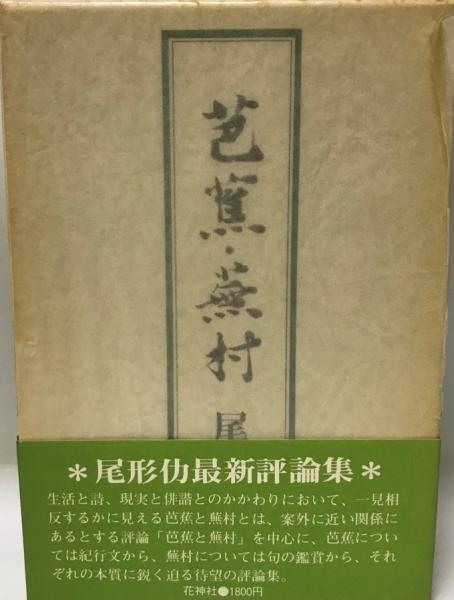 芭蕉・蕪村
尾
＊尾形仂最新評論集＊
生活と詩、現実と俳諧とのかかわりにおいて、一見相
反するかに見える芭蕉と蕪村とは、案外に近い関係に
あるとする評論「芭蕉と蕪村」を中心に、芭蕉につい
ては紀行文から、蕪村については句の鑑賞から、それ
ぞれの本質に鋭く迫る待望の評論集。
花神社●1800円